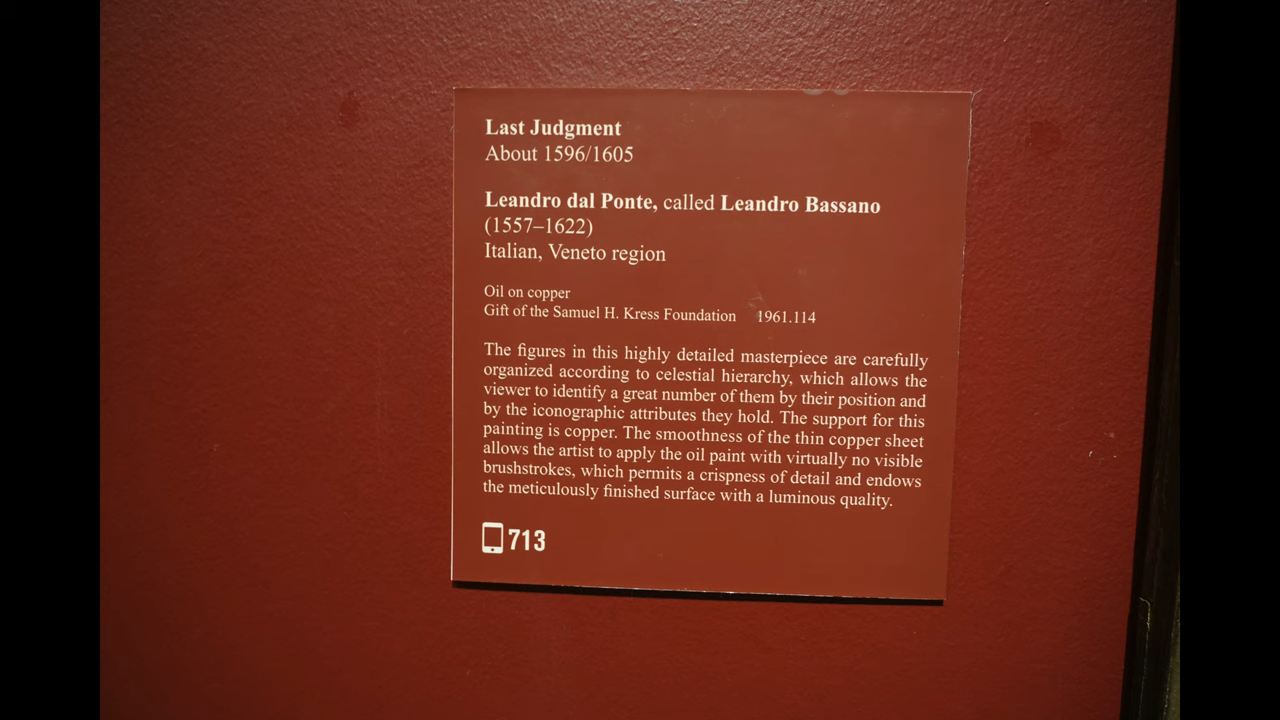 Last Judgment
About 1596/1605
Leandro dal Ponte, called Leandro Bassano
(1557–1622)
Italian, Veneto region
Oil on copper
Gift of the Samuel H. Kress Foundation 1961.114
The figures in this highly detailed masterpiece are carefully
organized according to celestial hierarchy, which allows the
viewer to identify a great number of them by their position and
by the iconographic attributes they hold. The support for this
painting is copper. The smoothness of the thin copper sheet
allows the artist to apply the oil paint with virtually no visible
brushstrokes, which permits a crispness of detail and endows
the meticulously finished surface with a luminous quality.
713